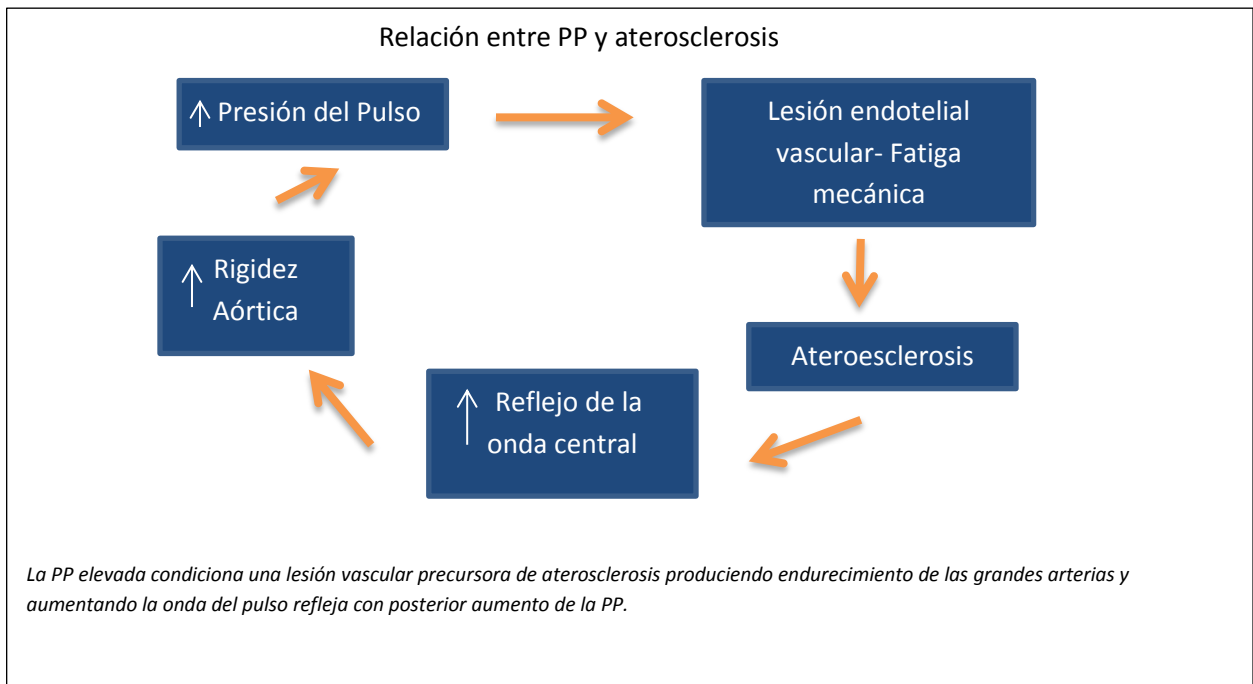 Relación entre PP y aterosclerosis
Presión del Pulso
Lesión endotelial
vascular- Fatiga
mecánica
Rigidez
Aórtica
Ateroesclerosis
Reflejo de la
onda central
La PP elevada condiciona una lesión vascular precursora de aterosclerosis produciendo endurecimiento de las grandes arterias y
aumentando la onda del pulso refleja con posterior aumento de la PP.